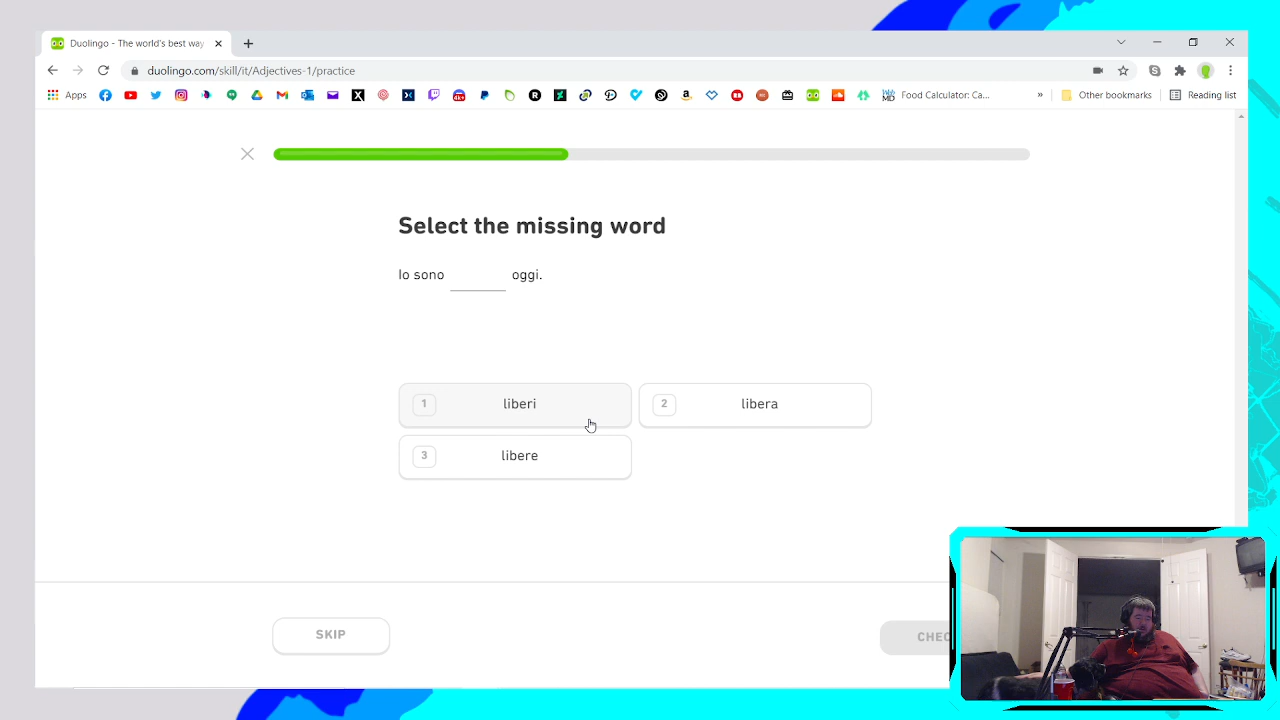 Duolingo - The world's best way
duolingo.com/skill/it/Adjectives-1/practice
Apps
Food Calculator: Ca...
»
Other bookmarks
Reading list
Select the missing word
Io sono ______ oggi.
1 liberi
2 libera
3 libere
SKIP
CHEC